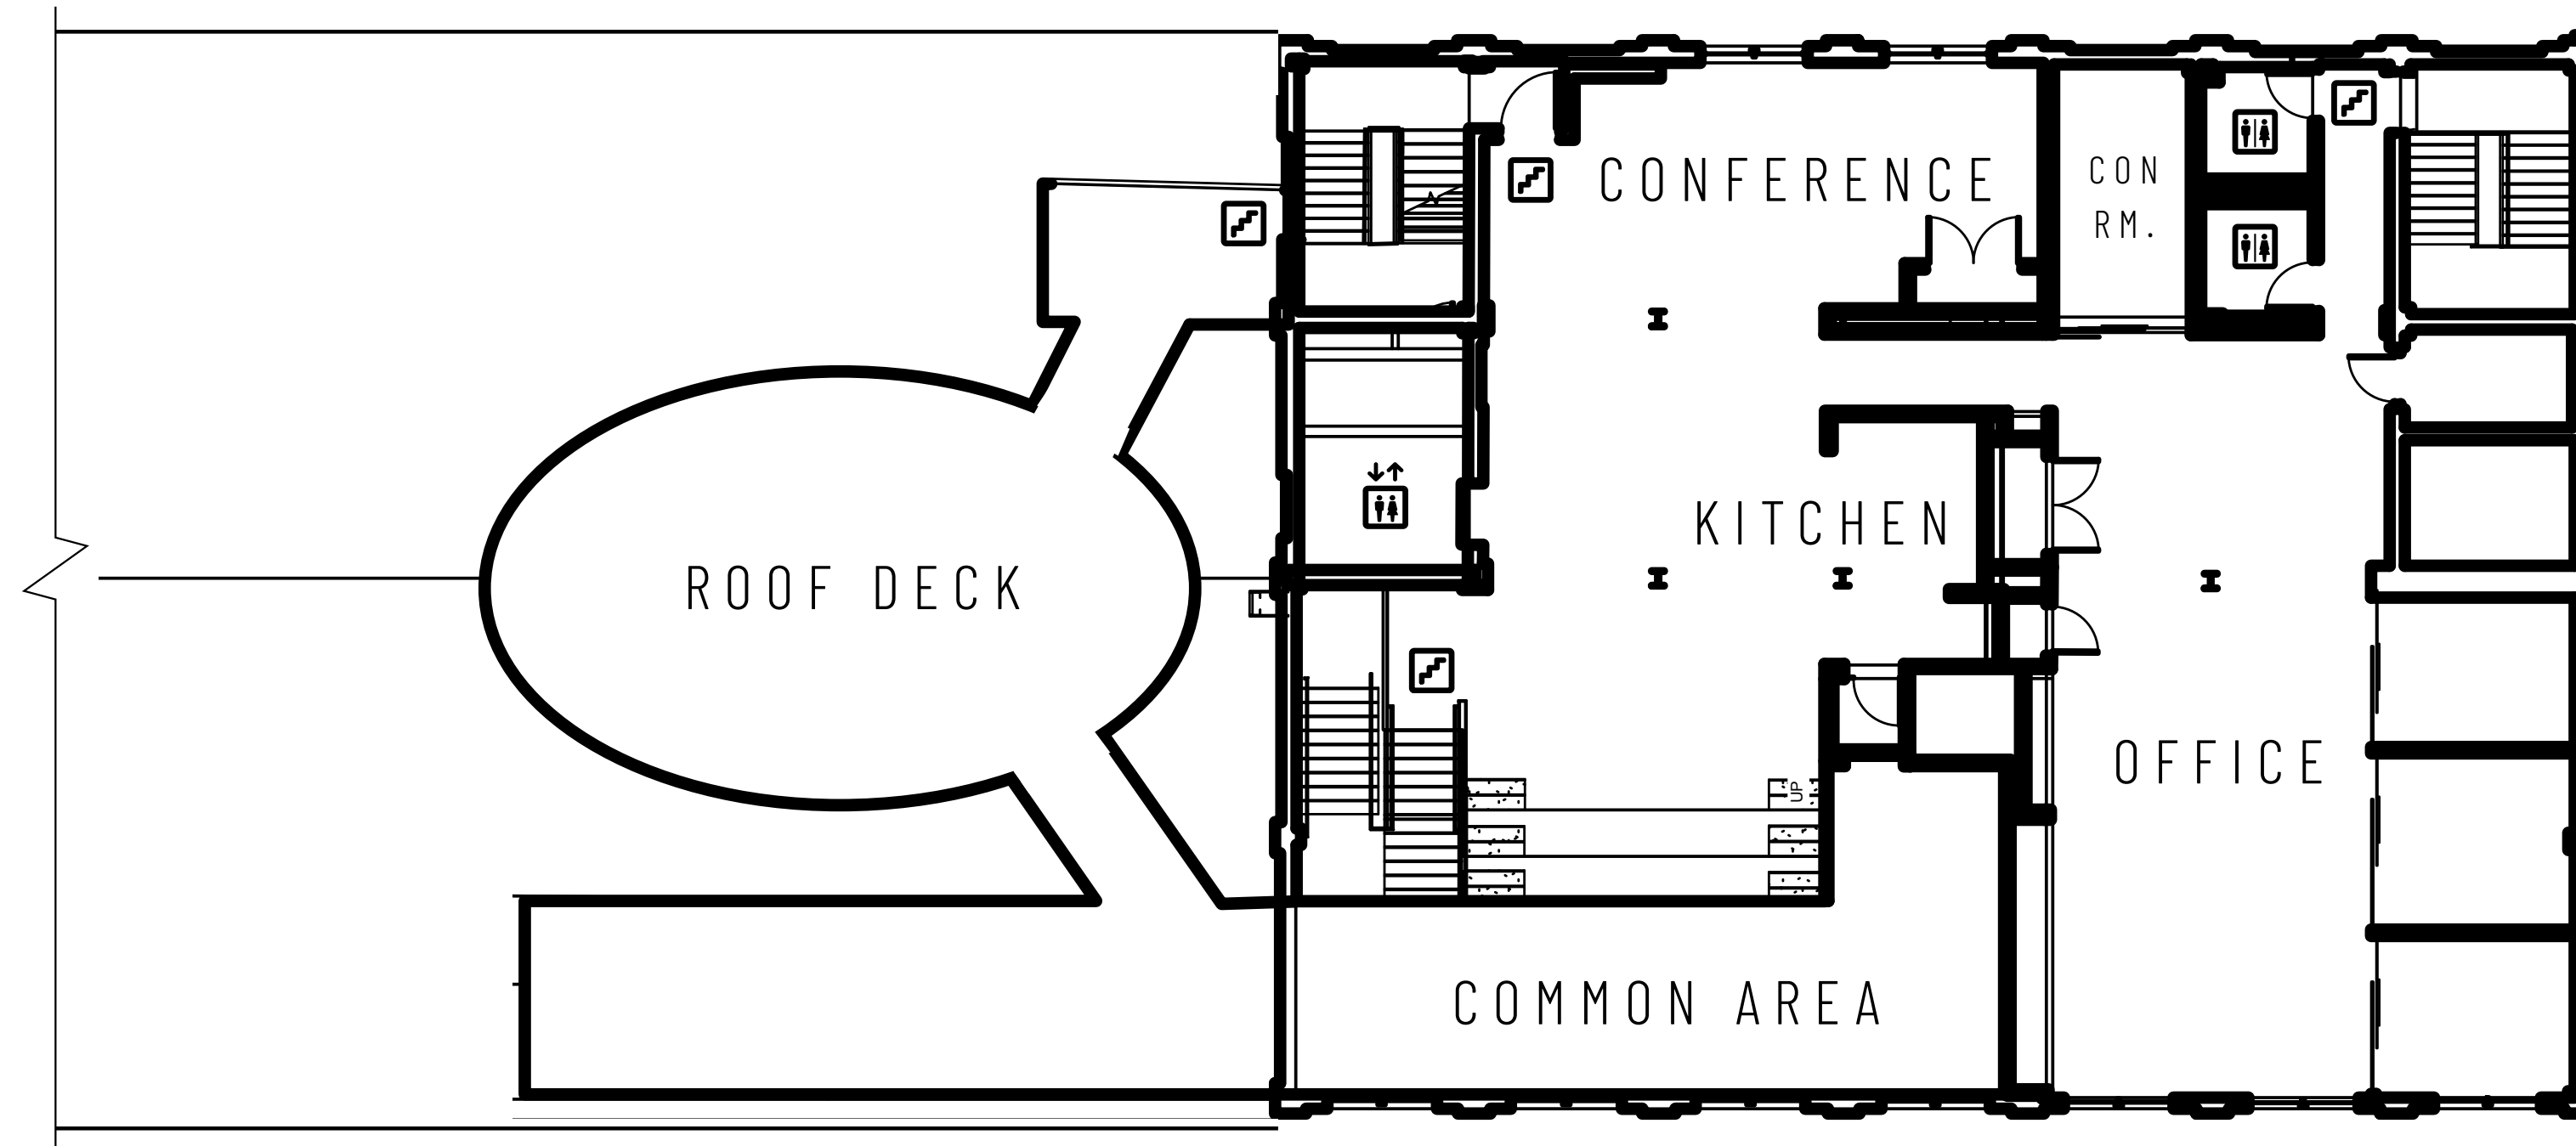 CONFERENCE
CON
RM.
KITCHEN
ROOF DECK
OFFICE
UP
COMMON AREA